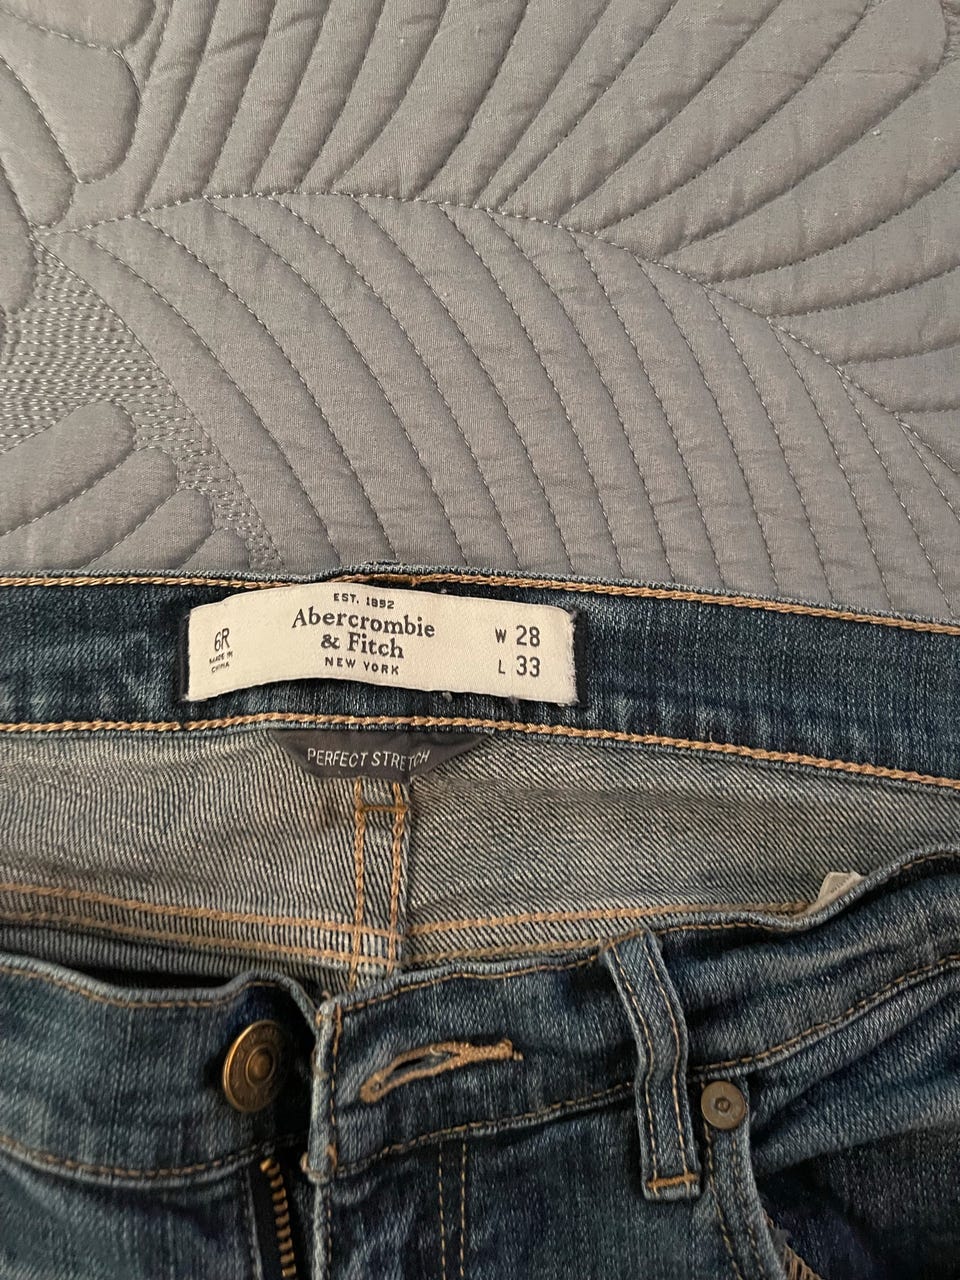 EST. 1892
Abercrombie
& Fitch
NEW YORK
6R
MADE IN
CHINA
W 28
L 33
PERFECT STRETCH